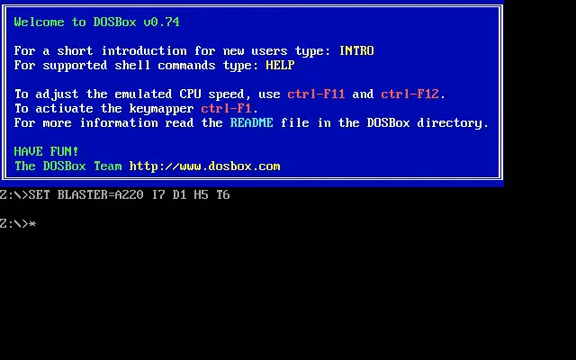 Welcome to DOSBox v0.74
For a short introduction for new users type: INTRO
For supported shell commands type: HELP
To adjust the emulated CPU speed, use ctrl-F11 and ctrl-F12.
To activate the keymapper ctrl-F1.
For more information read the README file in the DOSBox directory.
HAVE FUN!
The DOSBox Team http://www.dosbox.com
Z:\>SET BLASTER=A220 I7 D1 H5 T6
Z:\>*